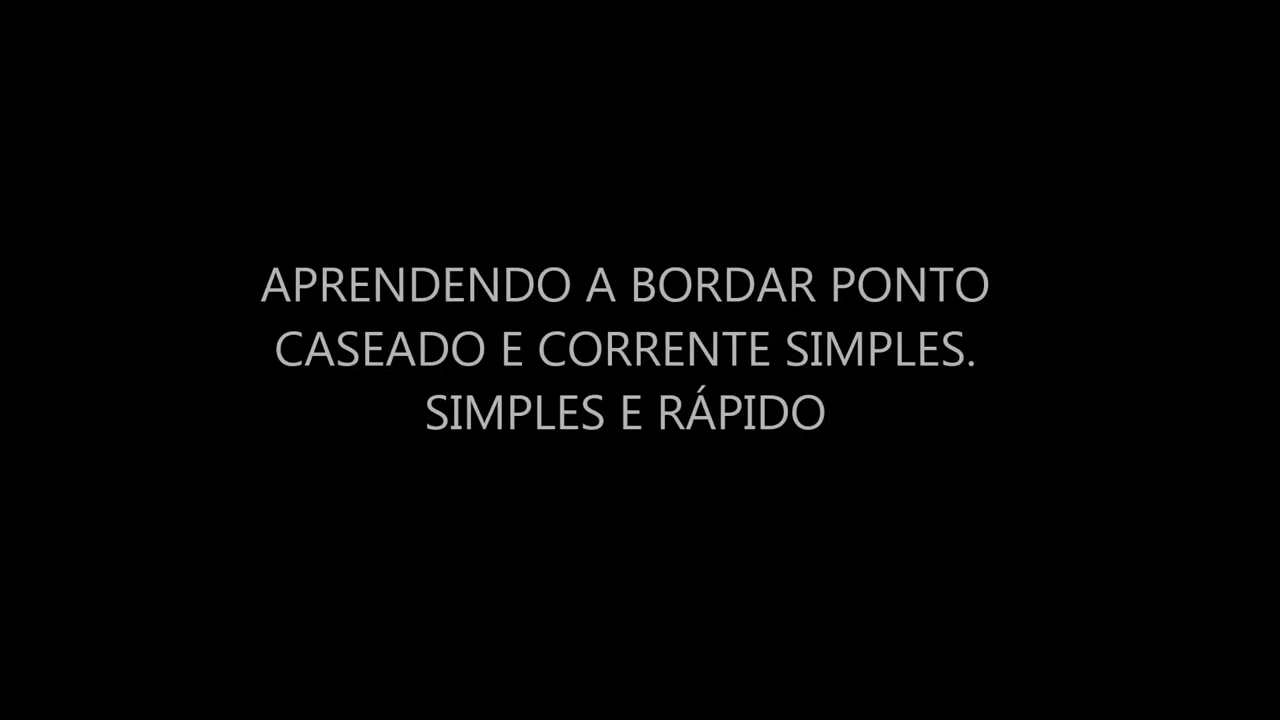 APRENDENDO A BORDAR PONTO
CASEADO E CORRENTE SIMPLES.
SIMPLES E RÁPIDO